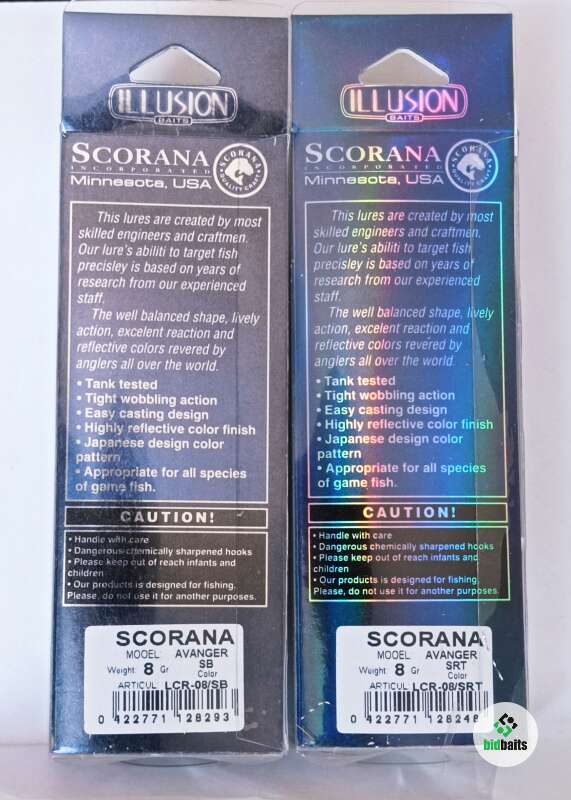 ILLUSION
BAITS
SCORANA
INCORPORATED
Minnesota, USA
SCORANA
QUALITY CRAFT
This lures are created by most
skilled engineers and craftmen.
Our lure's abiliti to target fish
precisley is based on years of
research from our experienced
staff.
The well balanced shape, lively
action, excelent reaction and
reflective colors revered by
anglers all over the world.
• Tank tested
• Tight wobbling action
• Easy casting design
• Highly reflective color finish
• Japanese design color
pattern
• Appropriate for all species
of game fish.
CAUTION!
• Handle with care
• Dangerous chemically sharpened hooks
• Please keep out of reach infants and
children
• Our products is designed for fishing.
Please, do not use it for another purposes.
SCORANA
MODEL: AVANGER
SB
Weight: 8 Gr Color
ARTICUL LCR-08/SB
0 422771 128293
ILLUSION
BAITS
SCORANA
INCORPORATED
Minnesota, USA
SCORANA
QUALITY CRAFT
This lures are created by most
skilled engineers and craftmen.
Our lure's abiliti to target fish
precisley is based on years of
research from our experienced
staff.
The well balanced shape, lively
action, excelent reaction and
reflective colors revered by
anglers all over the world.
• Tank tested
• Tight wobbling action
• Easy casting design
• Highly reflective color finish
• Japanese design color
pattern
• Appropriate for all species
of game fish.
CAUTION!
• Handle with care
• Dangerous chemically sharpened hooks
• Please keep out of reach infants and
children
• Our products is designed for fishing.
Please, do not use it for another purposes.
SCORANA
MODEL: AVANGER
SRT
Weight: 8 Gr Color
ARTICUL LCR-08/SRT
0 422771
bidbaits